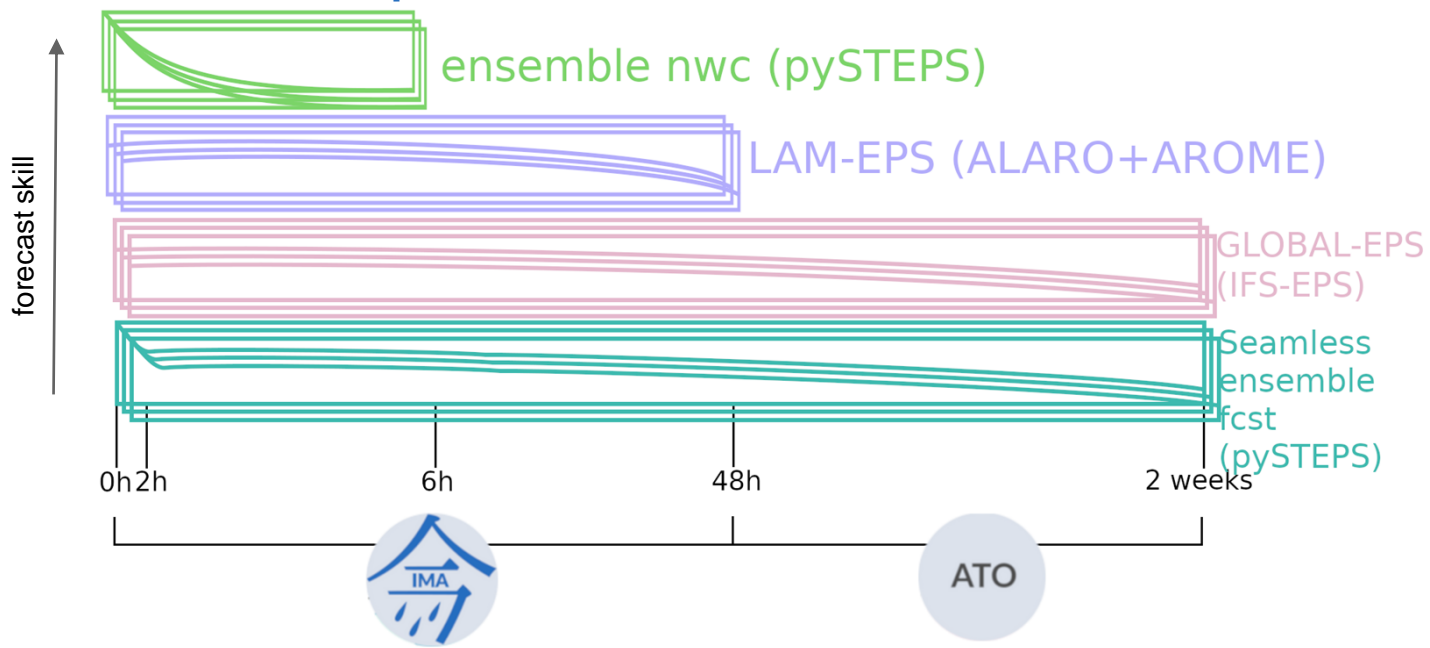 forecast skill
ensemble nwc (pySTEPS)
LAM-EPS (ALARO+AROME)
GLOBAL-EPS
(IFS-EPS)
Seamless
ensemble
fcst
(pySTEPS)
0h 2h 6h 48h 2 weeks
IMA
ATO